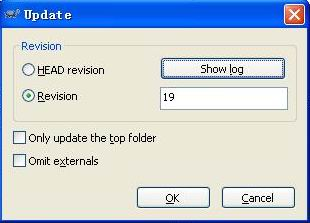 Update
Revision
HEAD revision
Show log
Revision
19
Only update the top folder
Omit externals
OK
Cancel